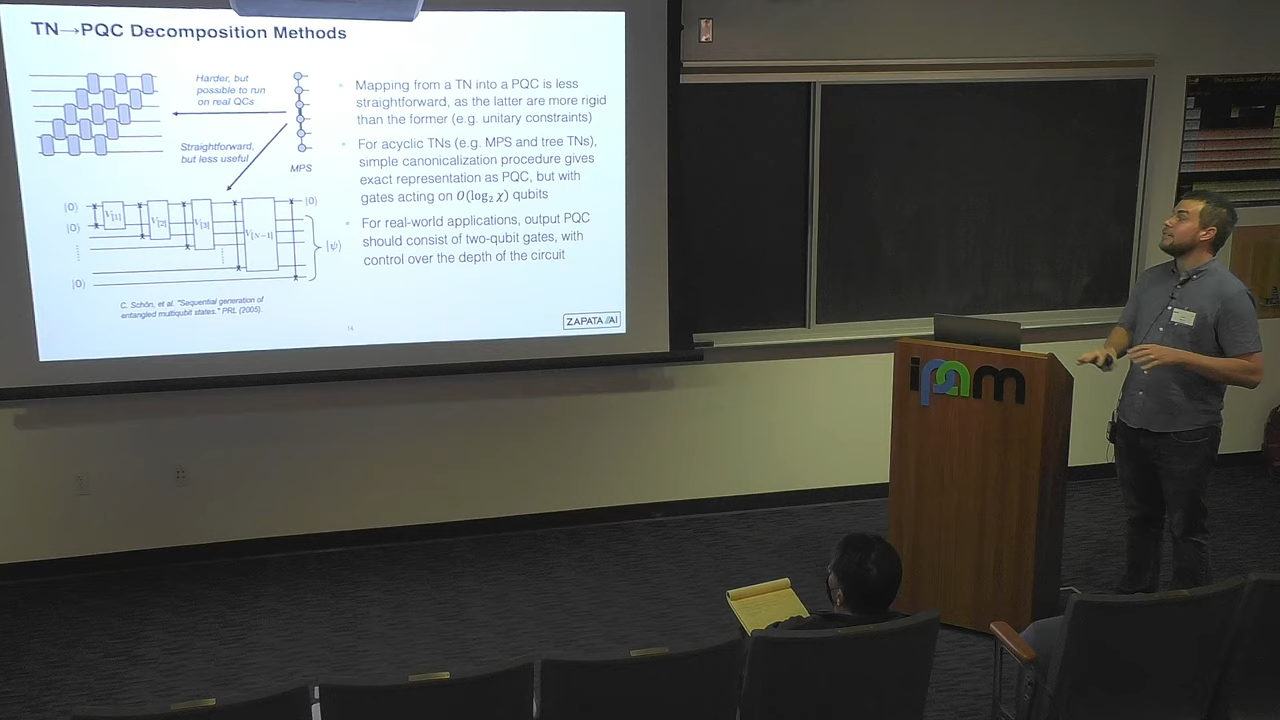 TN→PQC Decomposition Methods
Harder, but
possible to run
on real QCs
Straightforward,
but less useful
MPS
• Mapping from a TN into a PQC is less
straightforward, as the latter are more rigid
than the former (e.g. unitary constraints)
• For acyclic TNs (e.g. MPS and tree TNs),
simple canonicalization procedure gives
exact representation as PQC, but with
gates acting on O(log₂ χ) qubits
• For real-world applications, output PQC
should consist of two-qubit gates, with
control over the depth of the circuit
|0⟩
|0⟩
|0⟩
V[1]
V[2]
V[3]
V[N−1]
|0⟩
|ψ⟩
C. Schön, et al. "Sequential generation of
entangled multiqubit states." PRL (2005).
14
ZAPATA AI
ipam